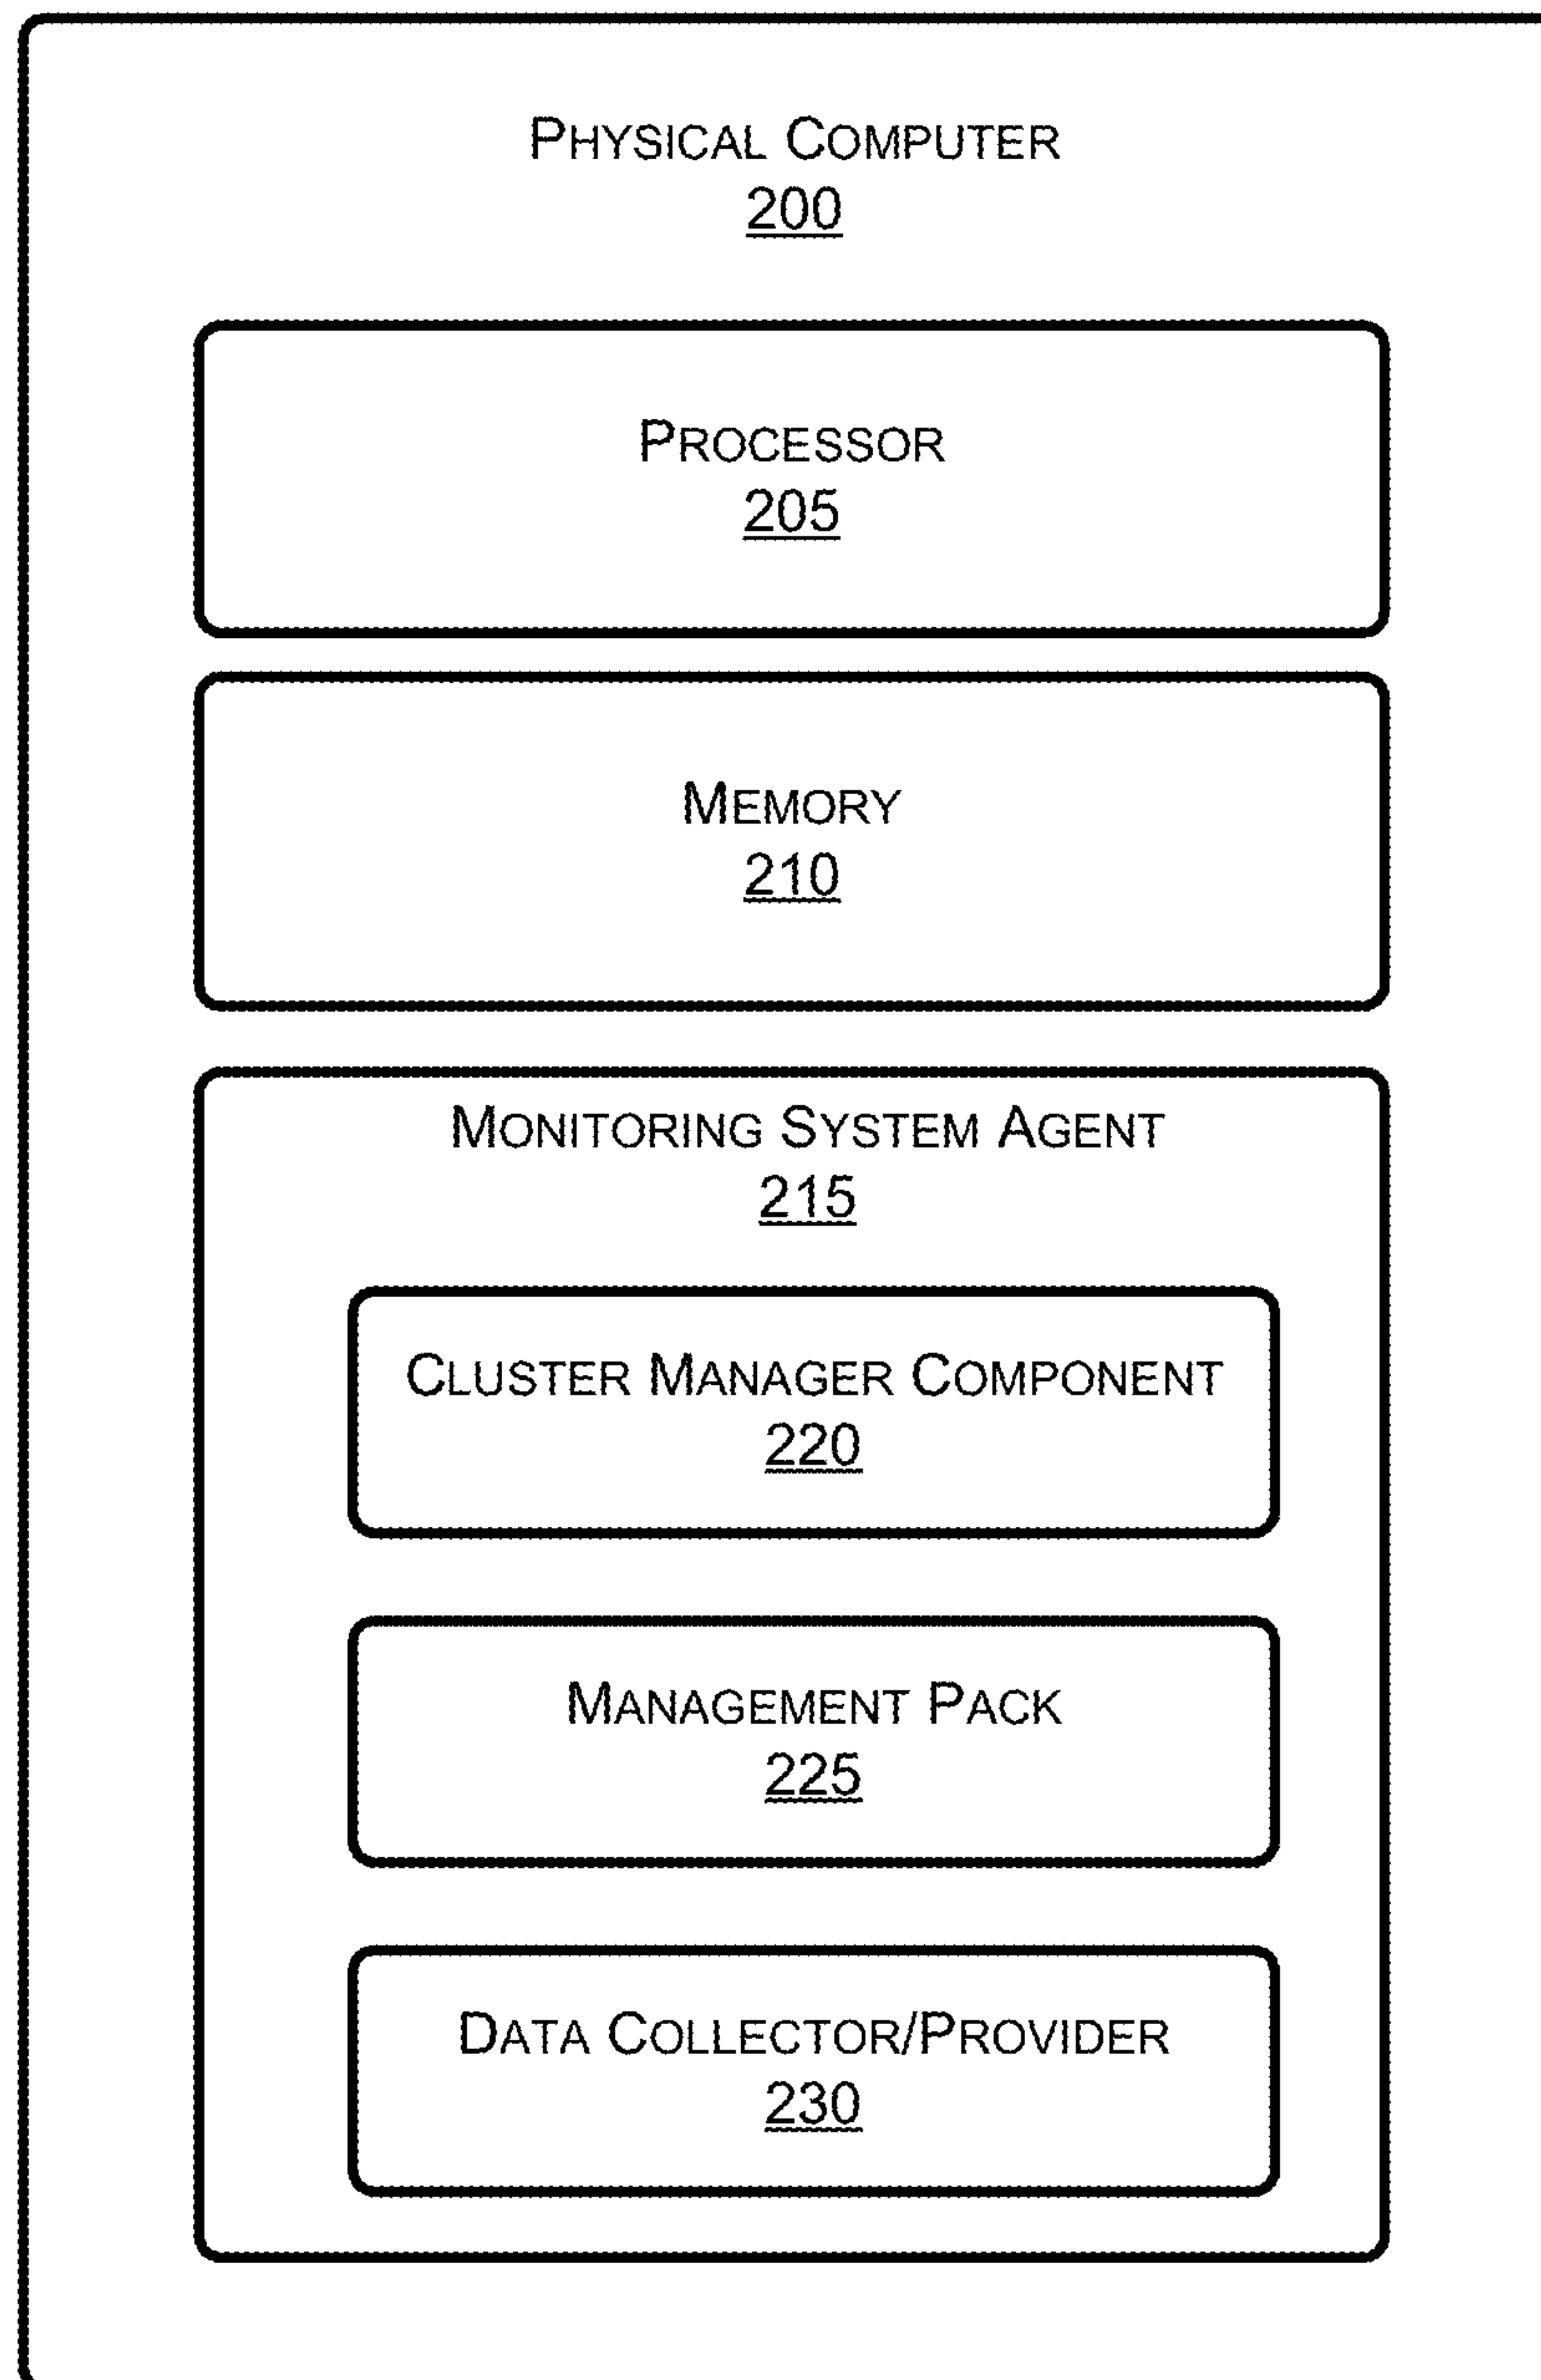 PHYSICAL COMPUTER
200
PROCESSOR
205
MEMORY
210
MONITORING SYSTEM AGENT
215
CLUSTER MANAGER COMPONENT
220
MANAGEMENT PACK
225
DATA COLLECTOR/PROVIDER
230